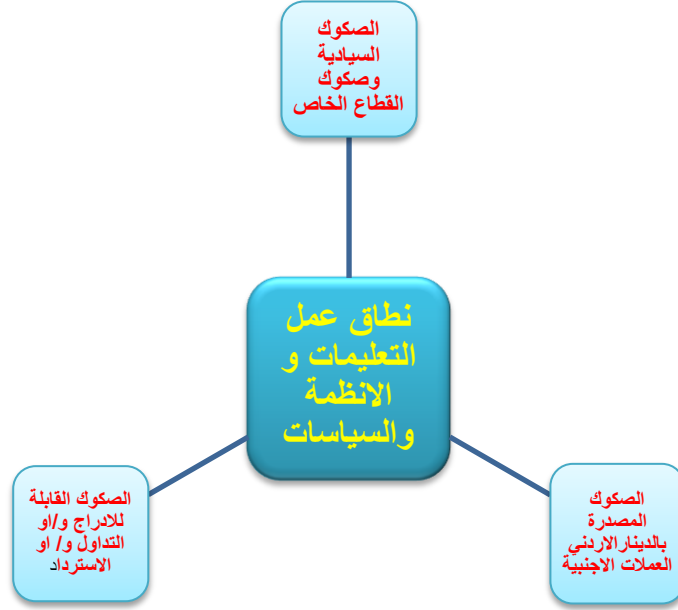 الصكوك
السيادية
وصكوك
القطاع الخاص
نطاق عمل
التعليمات و
الانظمة
والسياسات
الصكوك
المصدرة
بالدينارالاردني
العملات الاجنبية
الصكوك القابلة
للادراج و/او
التداول و/ او
الاسترداد